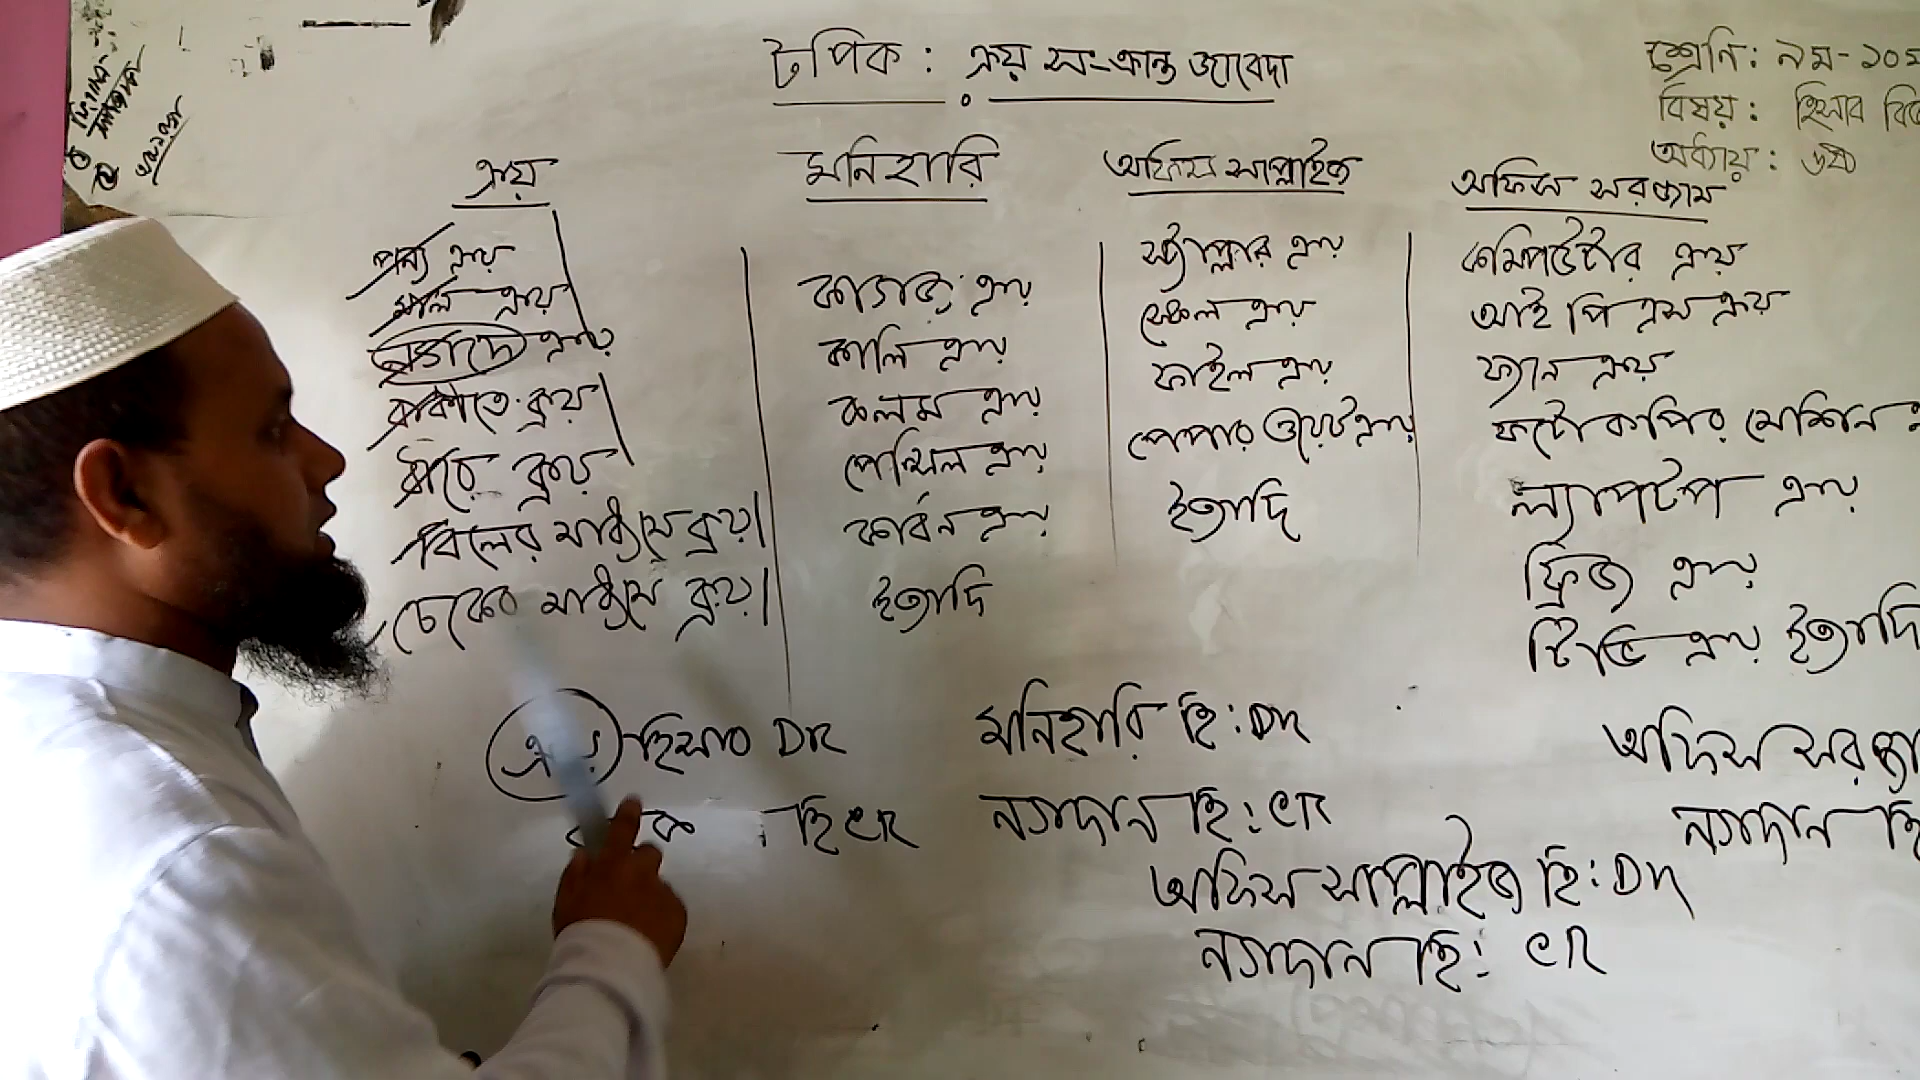 টপিক : ক্রয় সংক্রান্ত জাবেদা
শ্রেণি : ৯ম-১০ম
বিষয় : হিসাব বি
অধ্যায় : ৬ষ্ঠ
ক্রয়
পন্য ক্রয়
মাল ক্রয়
নগদে ক্রয়
বাকীতে ক্রয়
ধারে ক্রয়
বিলের মাধ্যমে ক্রয়
চেকের মাধ্যমে ক্রয়
ক্রয় হিসাব DR
হি CR
মনিহারি
কাগজ ক্রয়
কালি ক্রয়
কলম ক্রয়
পেন্সিল ক্রয়
কার্বন ক্রয়
ইত্যাদি
মনিহারি হি : DR
নগদান হি : CR
অফিস সাপ্লাইজ
স্ট্যাপ্লার ক্রয়
স্কেল ক্রয়
ফাইল ক্রয়
পেপার ওয়েট ক্রয়
ইত্যাদি
অফিস সাপ্লাইজ হি : DR
নগদান হি : CR
অফিস সরঞ্জাম
কমিপউটার ক্রয়
আই পি এস ক্রয়
ফ্যান ক্রয়
ফটো কপির মেশিন
ল্যাপটপ ক্রয়
ফ্রিজ ক্রয়
টিভি ক্রয় ইত্যাদি
অফিস সরঞ্জা
নগদান হি